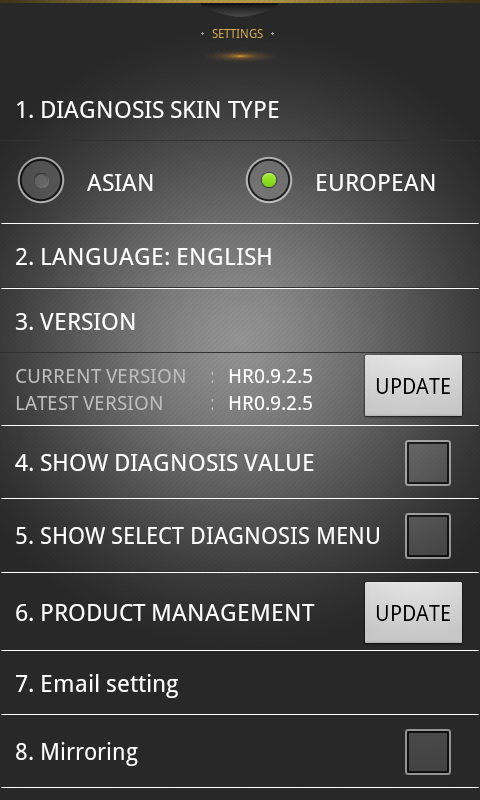 SETTINGS
1. DIAGNOSIS SKIN TYPE
ASIAN EUROPEAN
2. LANGUAGE: ENGLISH
3. VERSION
CURRENT VERSION : HR0.9.2.5
LATEST VERSION : HR0.9.2.5
UPDATE
4. SHOW DIAGNOSIS VALUE
5. SHOW SELECT DIAGNOSIS MENU
6. PRODUCT MANAGEMENT UPDATE
7. Email setting
8. Mirroring